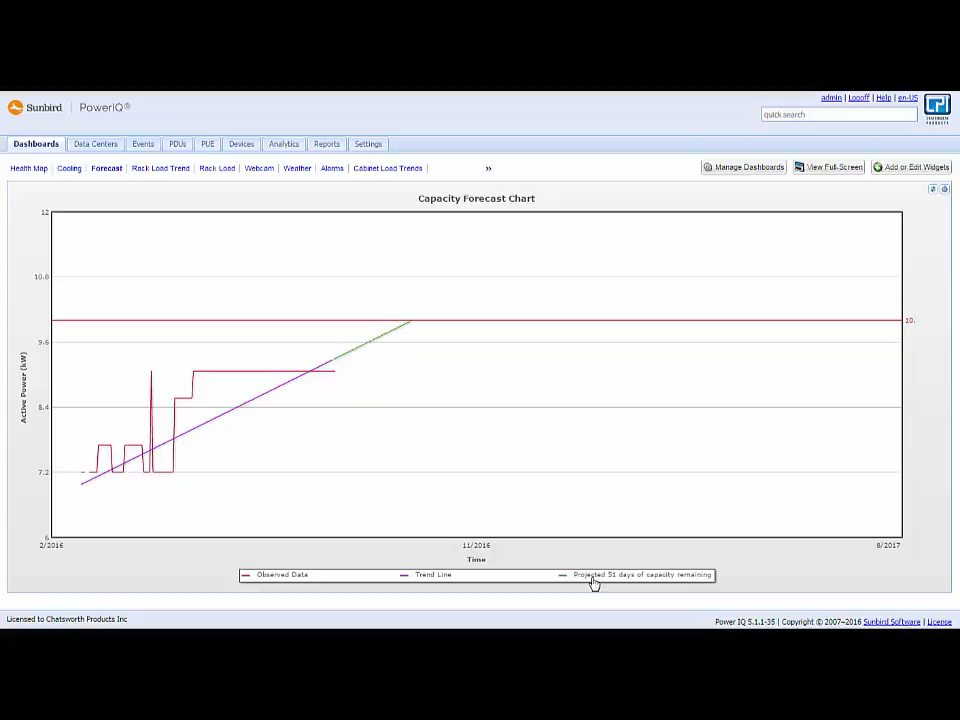 admin | Logoff | Help | en-US
Sunbird | PowerIQ®
quick search
CPI
CHATSWORTH
PRODUCTS
Dashboards Data Centers Events PDUs PUE Devices Analytics Reports Settings
Health Map Cooling Forecast Rack Load Trend Rack Load Webcam Weather Alarms Cabinet Load Trends » Manage Dashboards View Full-Screen Add or Edit Widgets
Capacity Forecast Chart
12
10.8
10.
9.6
8.4
7.2
6
Active Power (kW)
2/2016 11/2016 8/2017
Time
Observed Data Trend Line Projected 51 days of capacity remaining
Licensed to Chatsworth Products Inc
Power IQ 5.1.1-35 | Copyright © 2007-2016 Sunbird Software | License